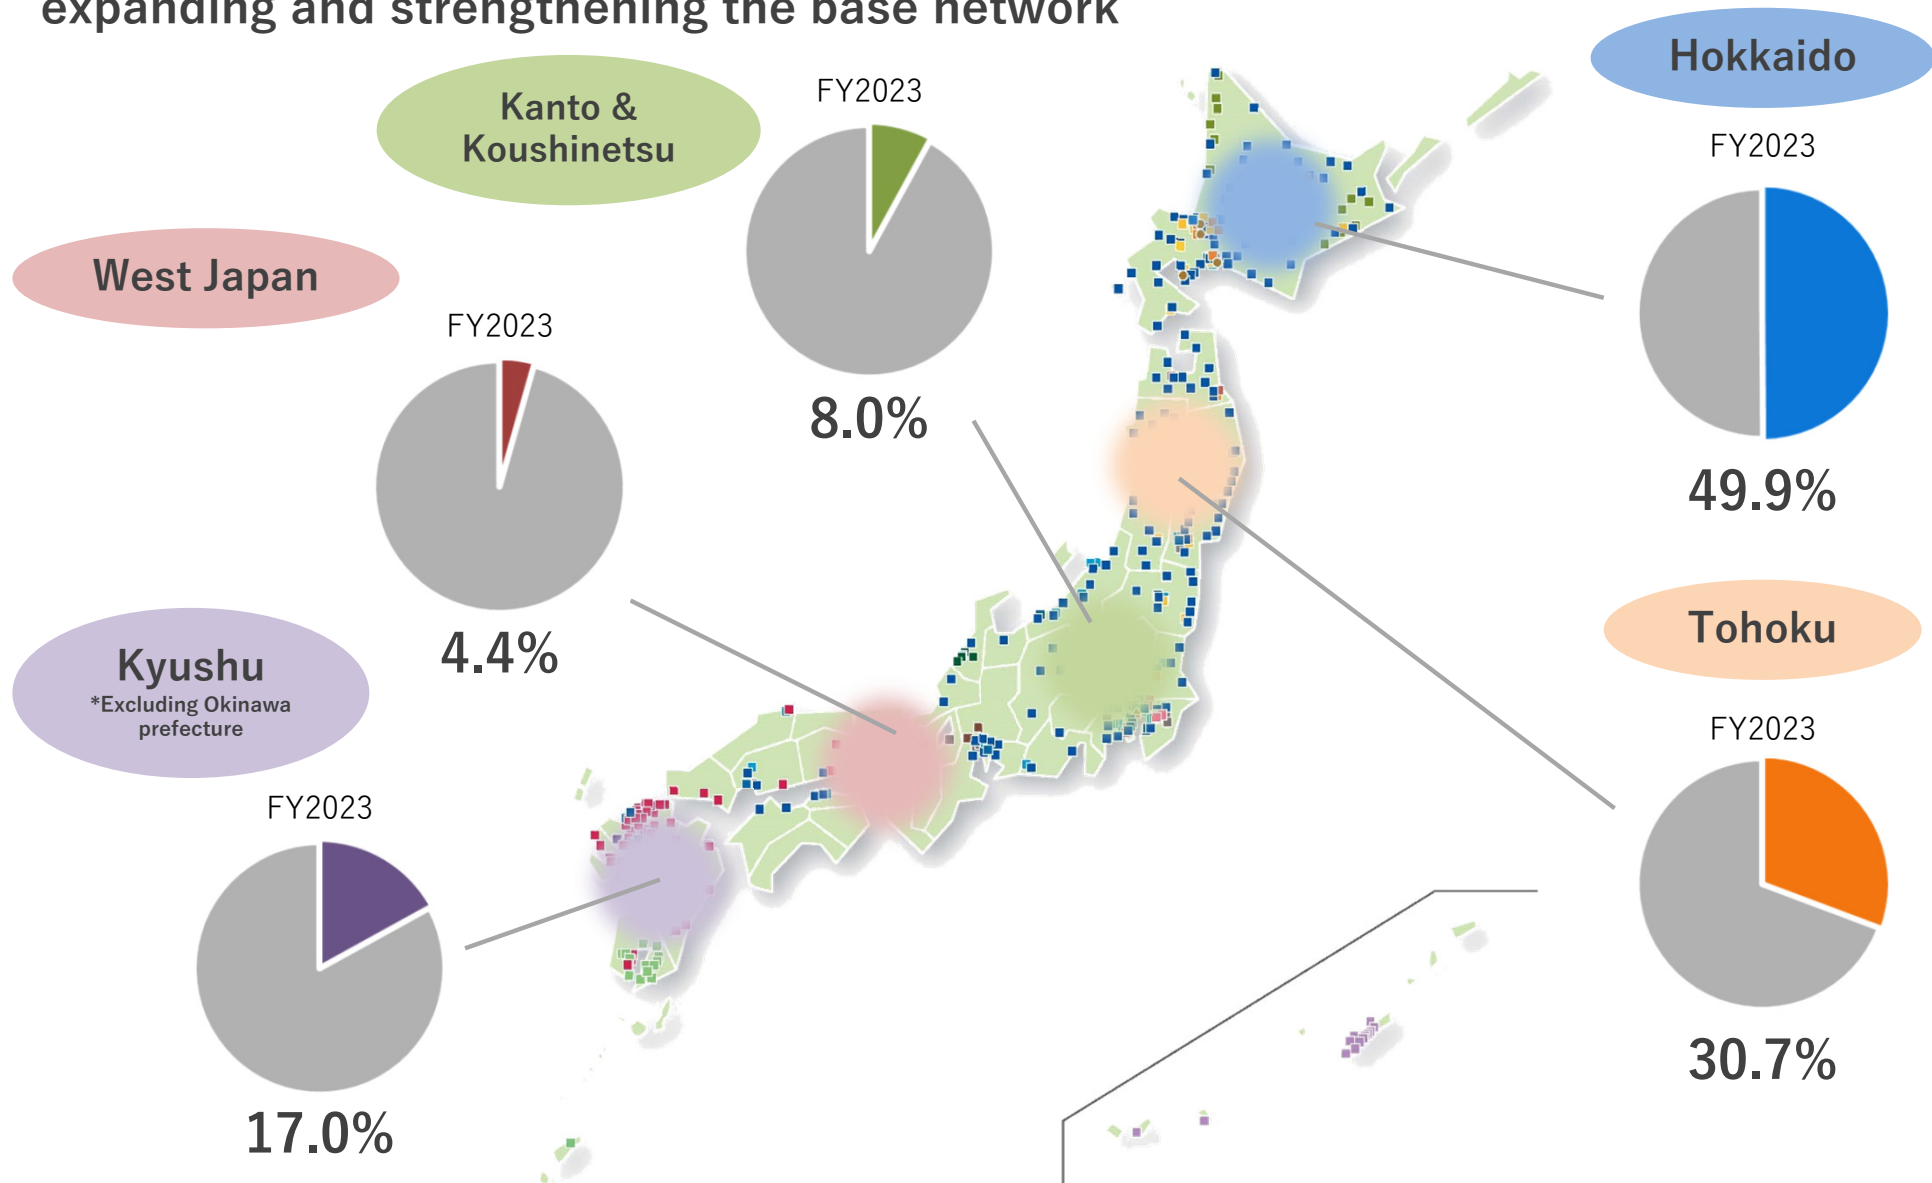 expanding and strengthening the base network
Hokkaido
FY2023
49.9%
Kanto &
Koushinetsu
FY2023
8.0%
West Japan
FY2023
4.4%
Tohoku
FY2023
30.7%
Kyushu
*Excluding Okinawa
prefecture
FY2023
17.0%